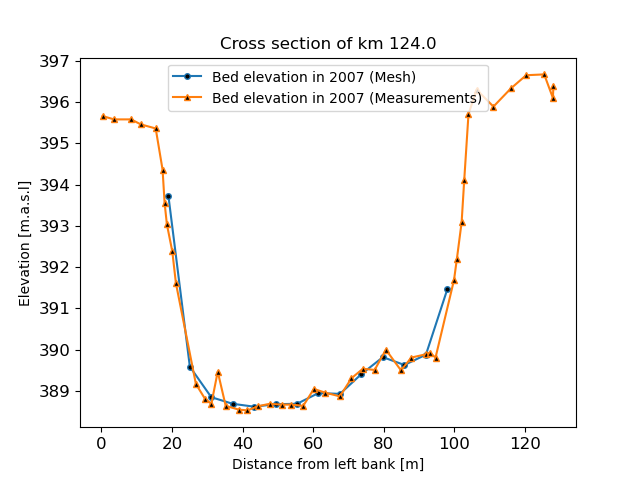 Cross section of km 124.0
397
396
395
394
393
392
391
390
389
Elevation [m.a.s.l]
Bed elevation in 2007 (Mesh)
Bed elevation in 2007 (Measurements)
0 20 40 60 80 100 120
Distance from left bank [m]